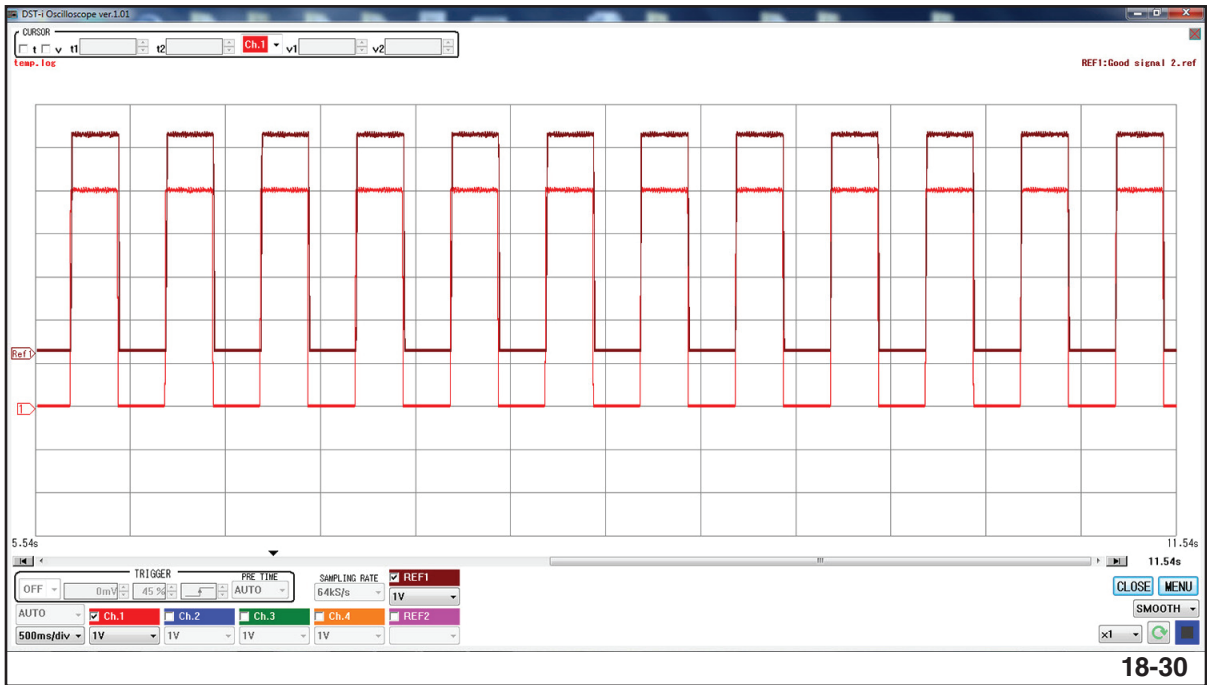 DST-i Oscilloscope ver.1.01
CURSOR
t v t1 t2 Ch.1 v1 v2
temp.log
REF1:Good signal 2.ref
Ref1
1
5.54s
11.54s
11.54s
TRIGGER PRE TIME SAMPLING RATE REF1
OFF 0mV 45 % AUTO 64kS/s 1V
CLOSE MENU
AUTO Ch.1 Ch.2 Ch.3 Ch.4 REF2
SMOOTH
500ms/div 1V 1V 1V 1V
x1
18-30